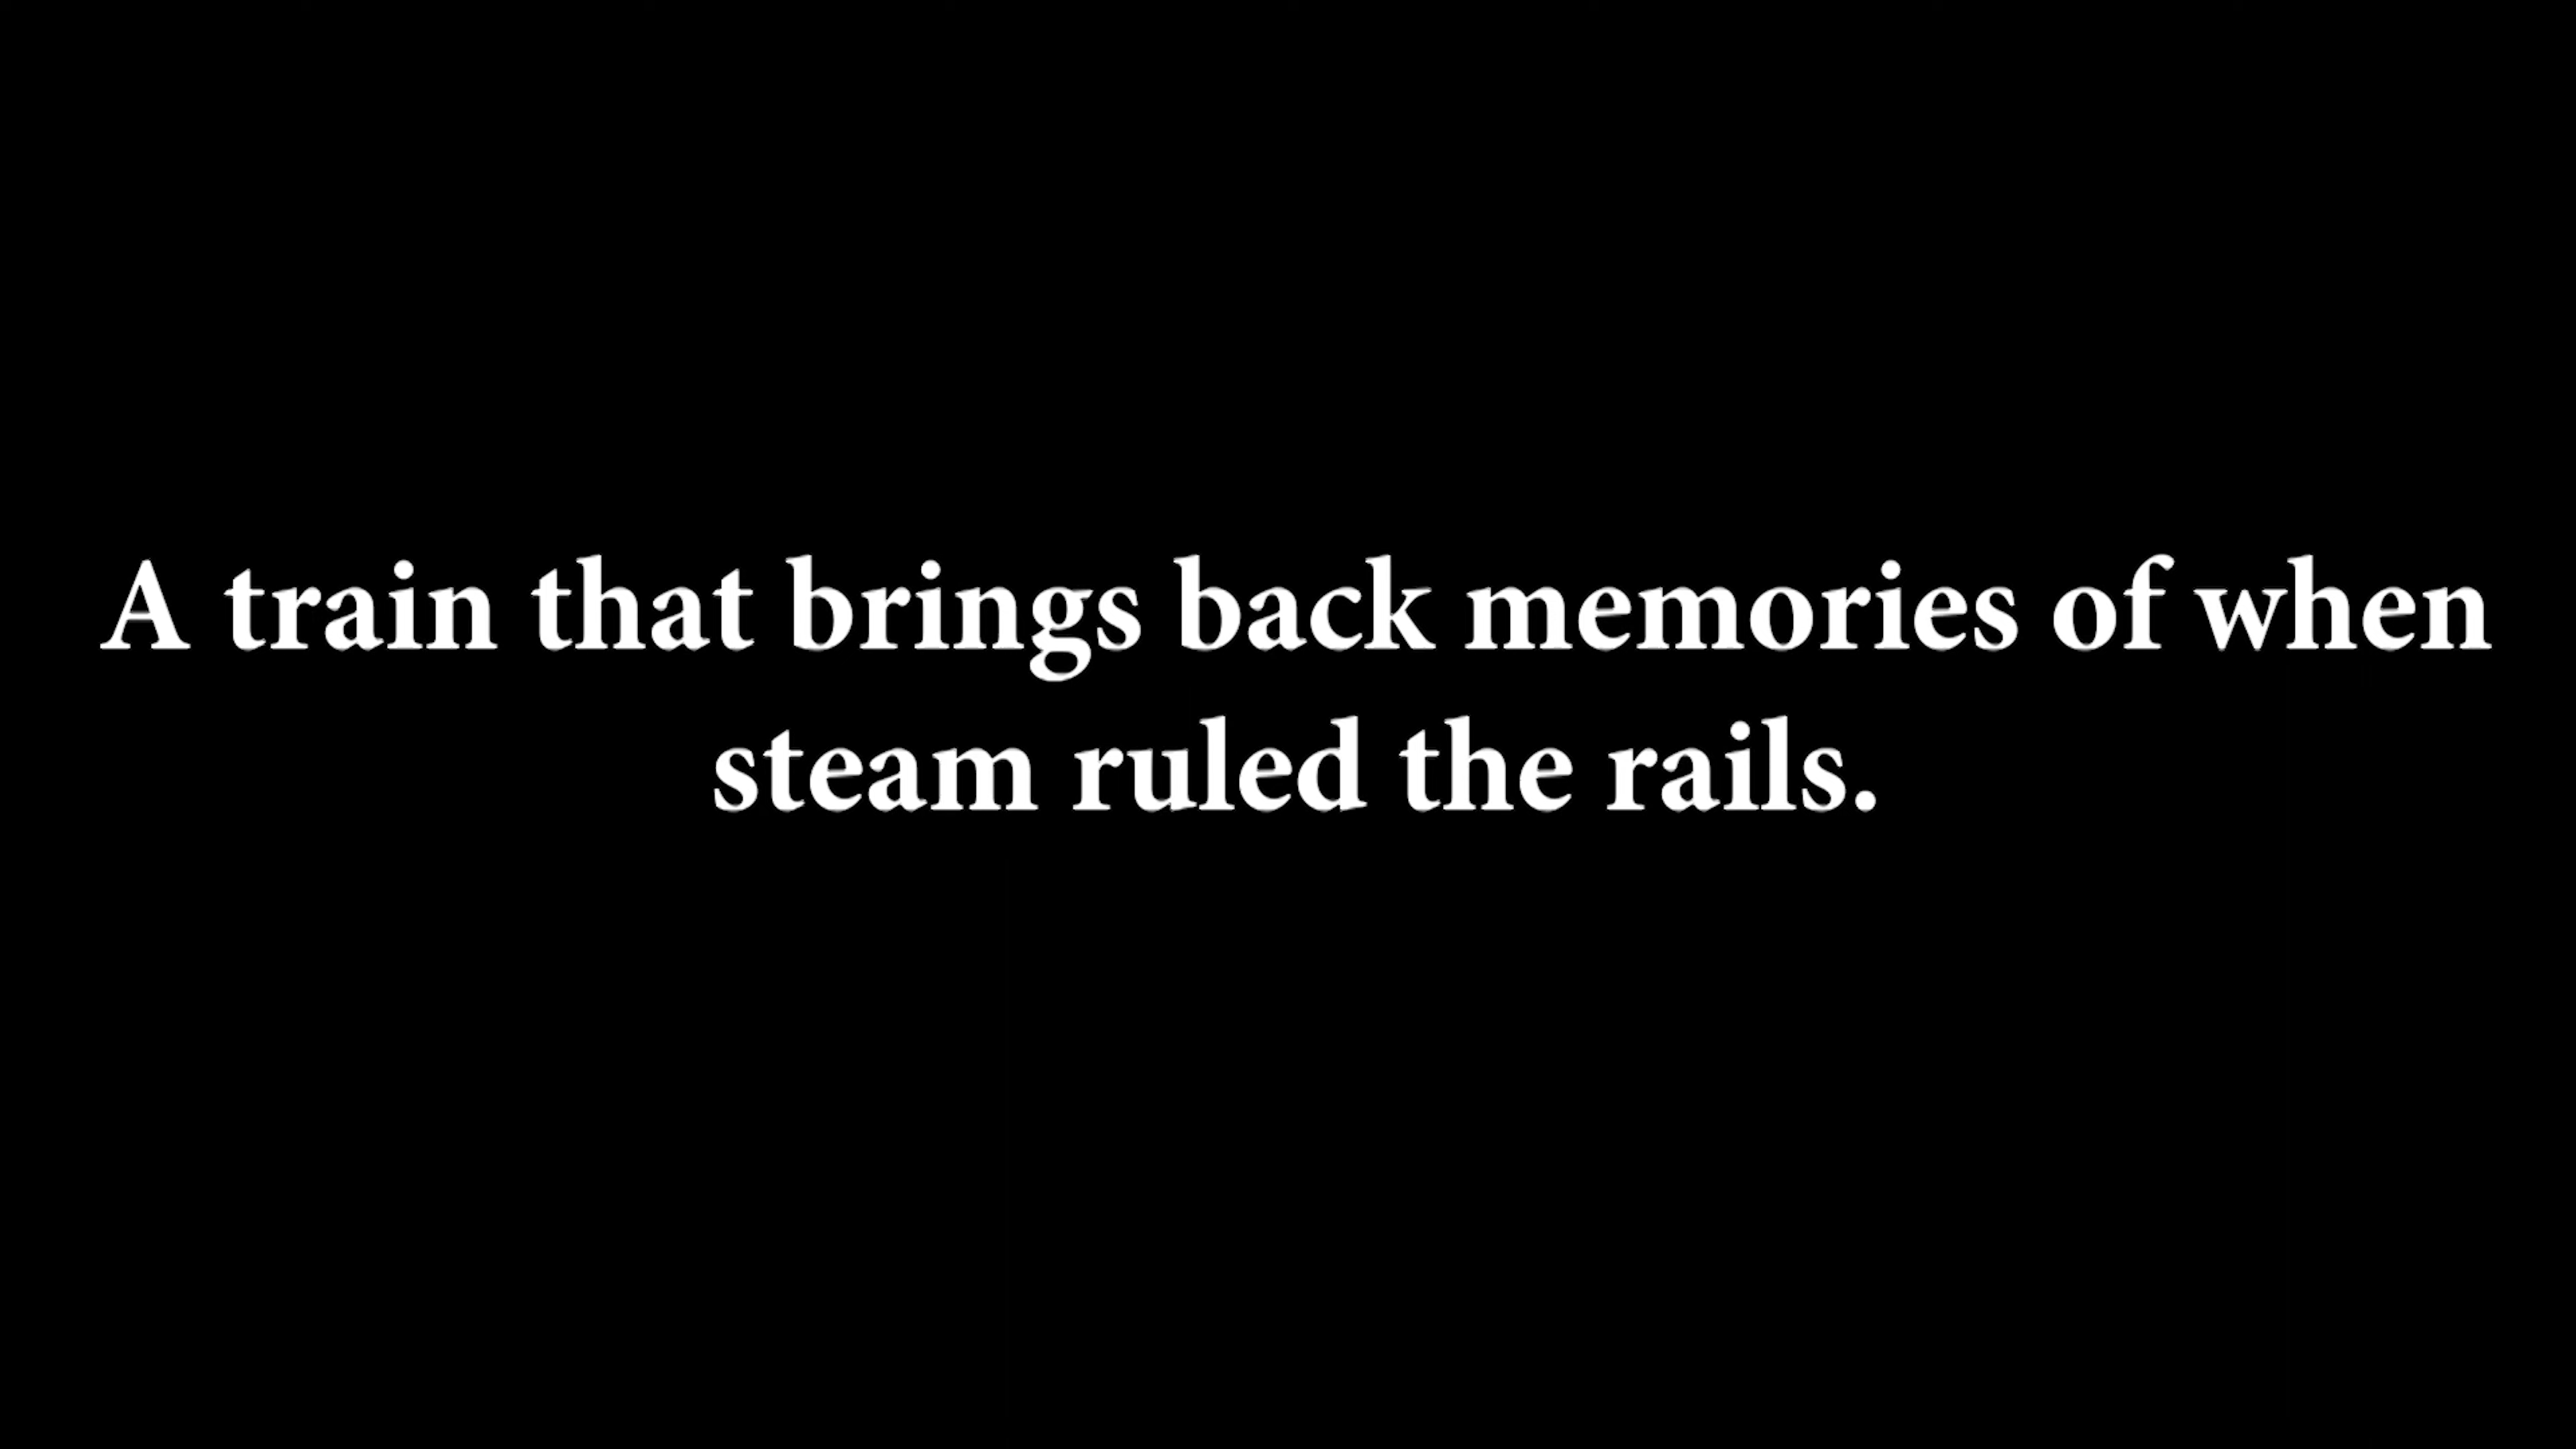 A train that brings back memories of when
steam ruled the rails.